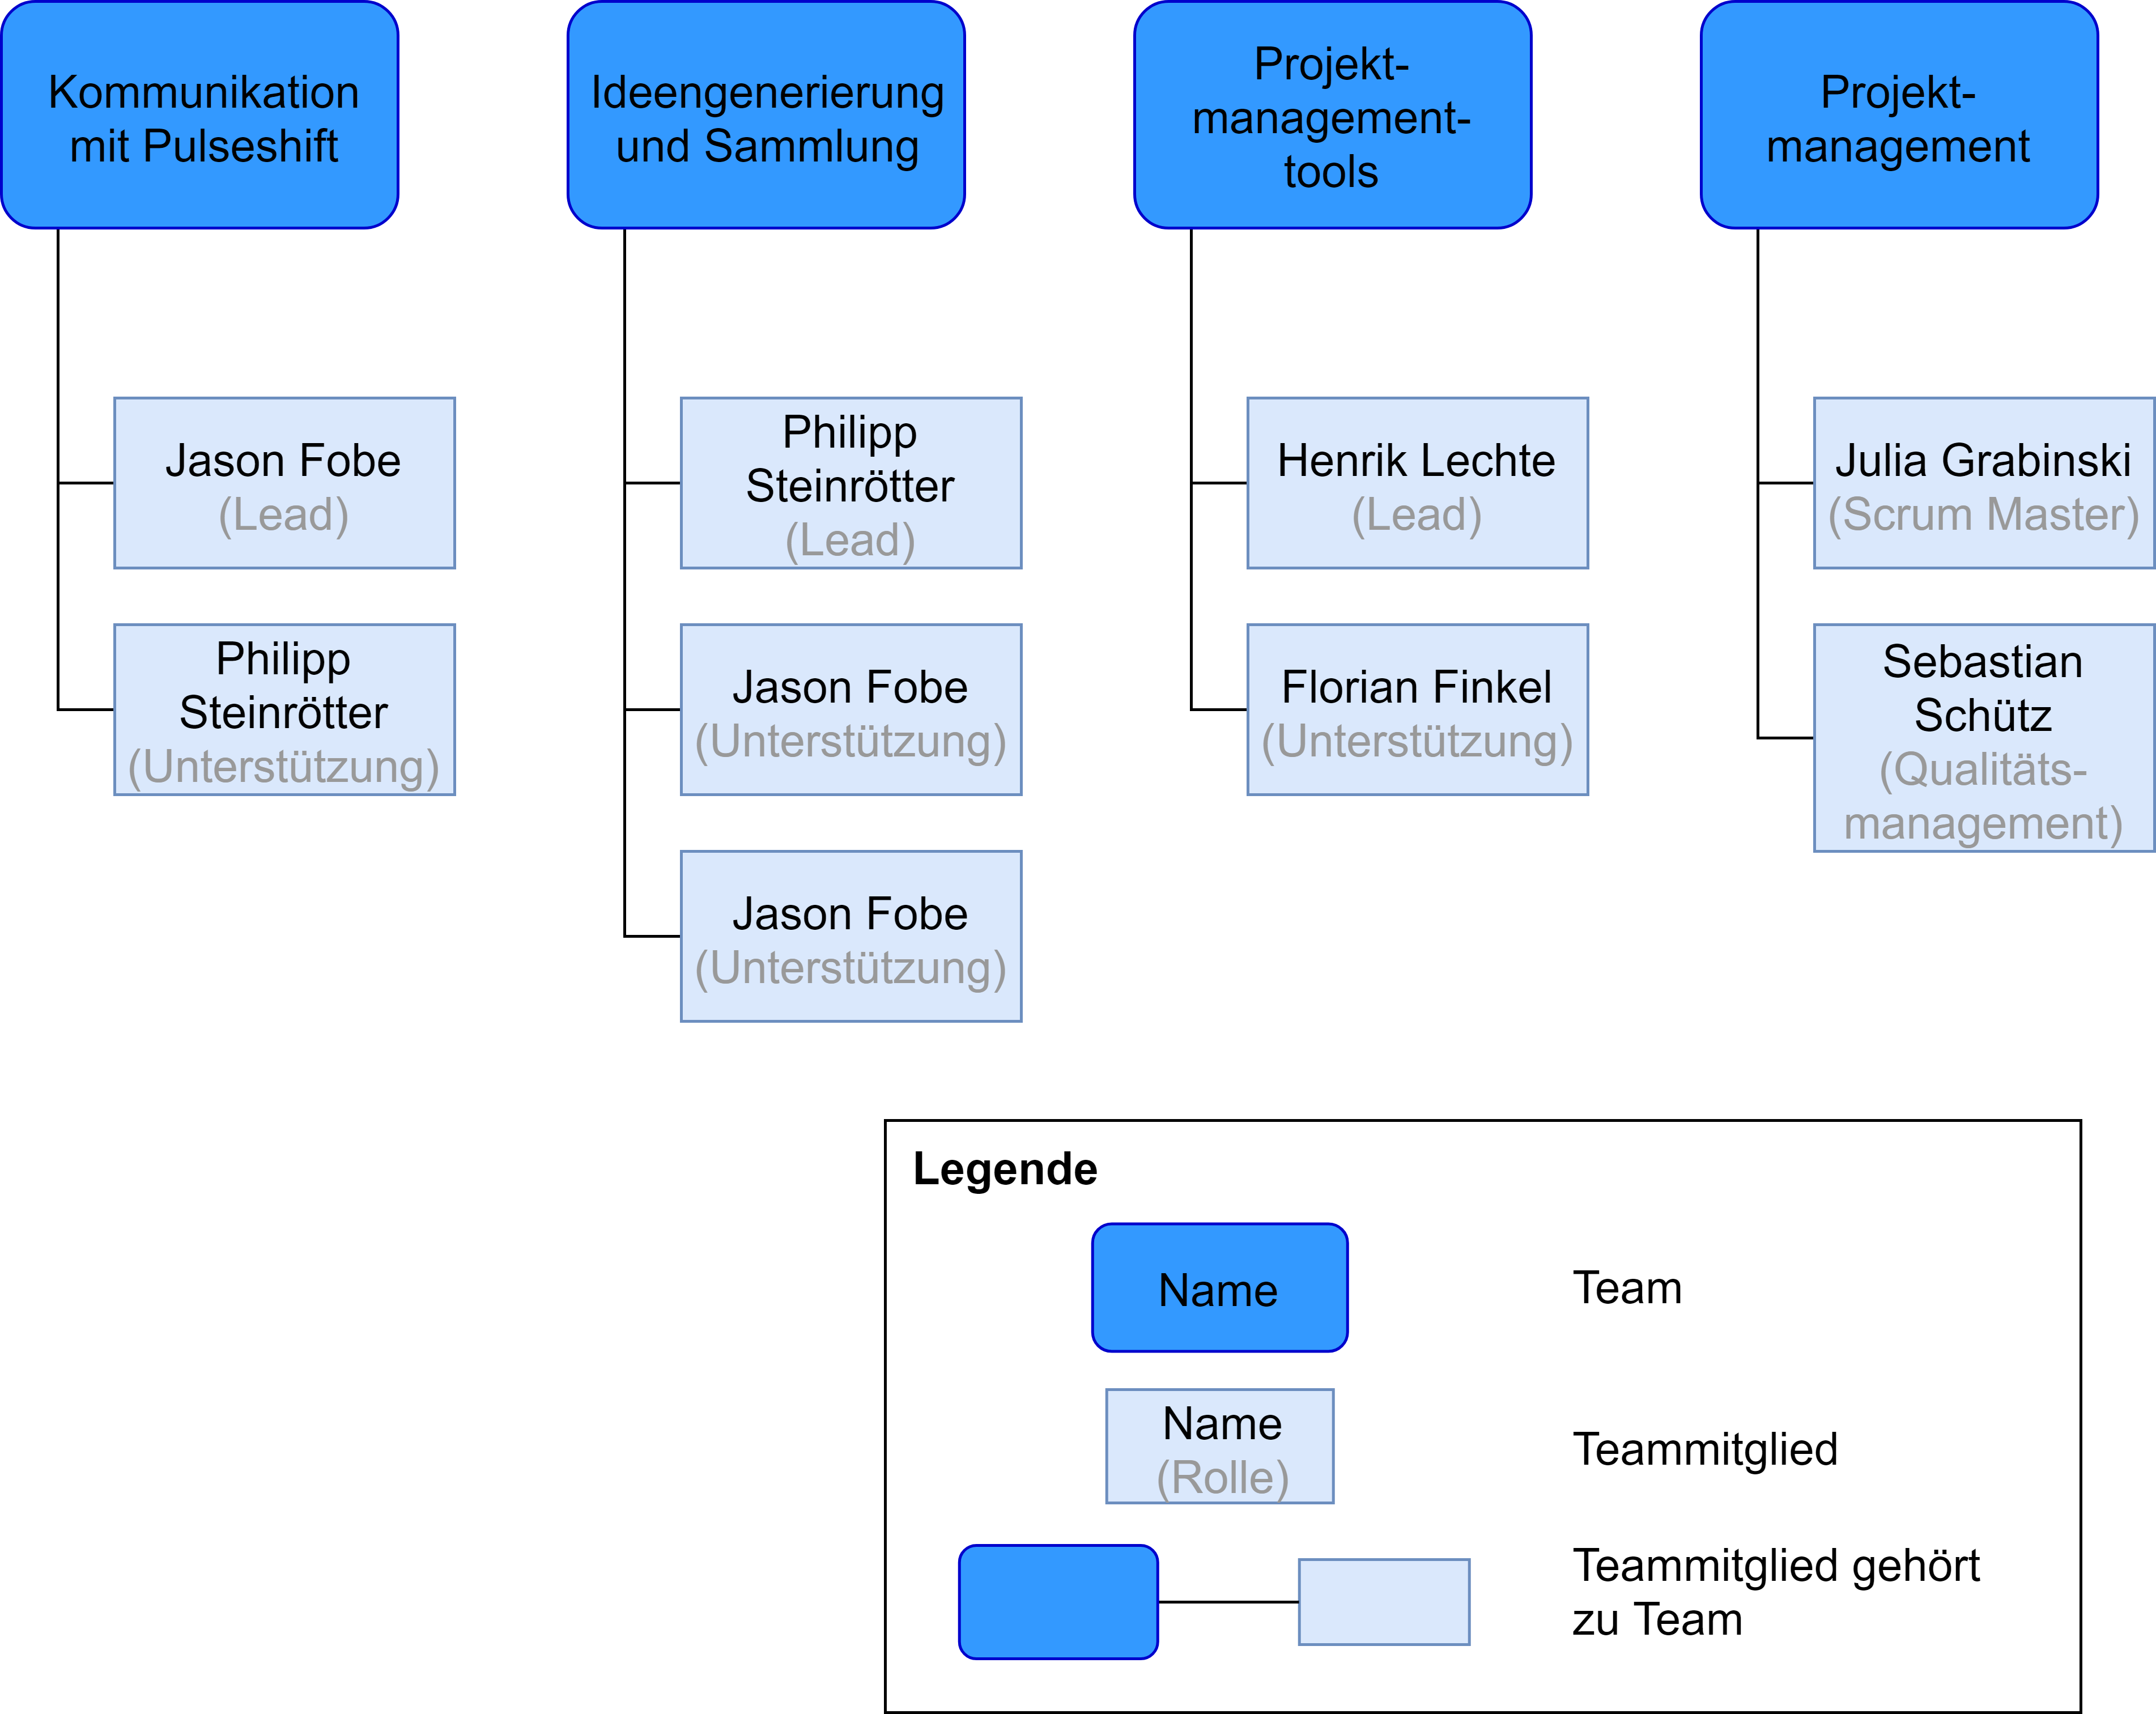 Kommunikation
mit Pulseshift
Jason Fobe
(Lead)
Philipp
Steinrötter
(Unterstützung)
Ideengenerierung
und Sammlung
Philipp
Steinrötter
(Lead)
Jason Fobe
(Unterstützung)
Jason Fobe
(Unterstützung)
Projekt-
management-
tools
Henrik Lechte
(Lead)
Florian Finkel
(Unterstützung)
Projekt-
management
Julia Grabinski
(Scrum Master)
Sebastian
Schütz
(Qualitäts-
management)
Legende
Name
Team
Name
(Rolle)
Teammitglied
Teammitglied gehört
zu Team